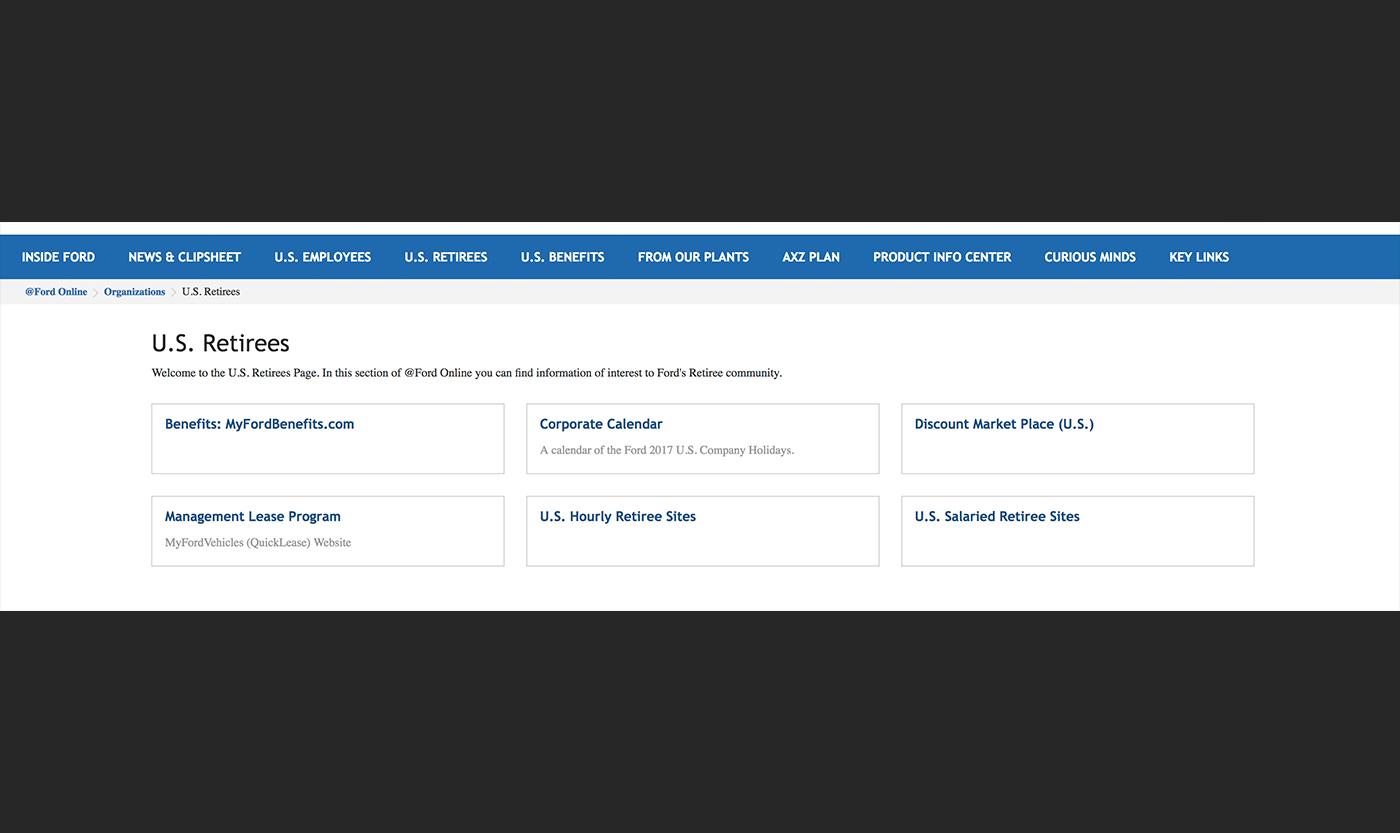 INSIDE FORD NEWS & CLIPSHEET U.S. EMPLOYEES U.S. RETIREES U.S. BENEFITS FROM OUR PLANTS AXZ PLAN PRODUCT INFO CENTER CURIOUS MINDS KEY LINKS
@Ford Online Organizations U.S. Retirees
U.S. Retirees
Welcome to the U.S. Retirees Page. In this section of @Ford Online you can find information of interest to Ford's Retiree community.
Benefits: MyFordBenefits.com
Corporate Calendar
A calendar of the Ford 2017 U.S. Company Holidays.
Discount Market Place (U.S.)
Management Lease Program
MyFordVehicles (QuickLease) Website
U.S. Hourly Retiree Sites
U.S. Salaried Retiree Sites